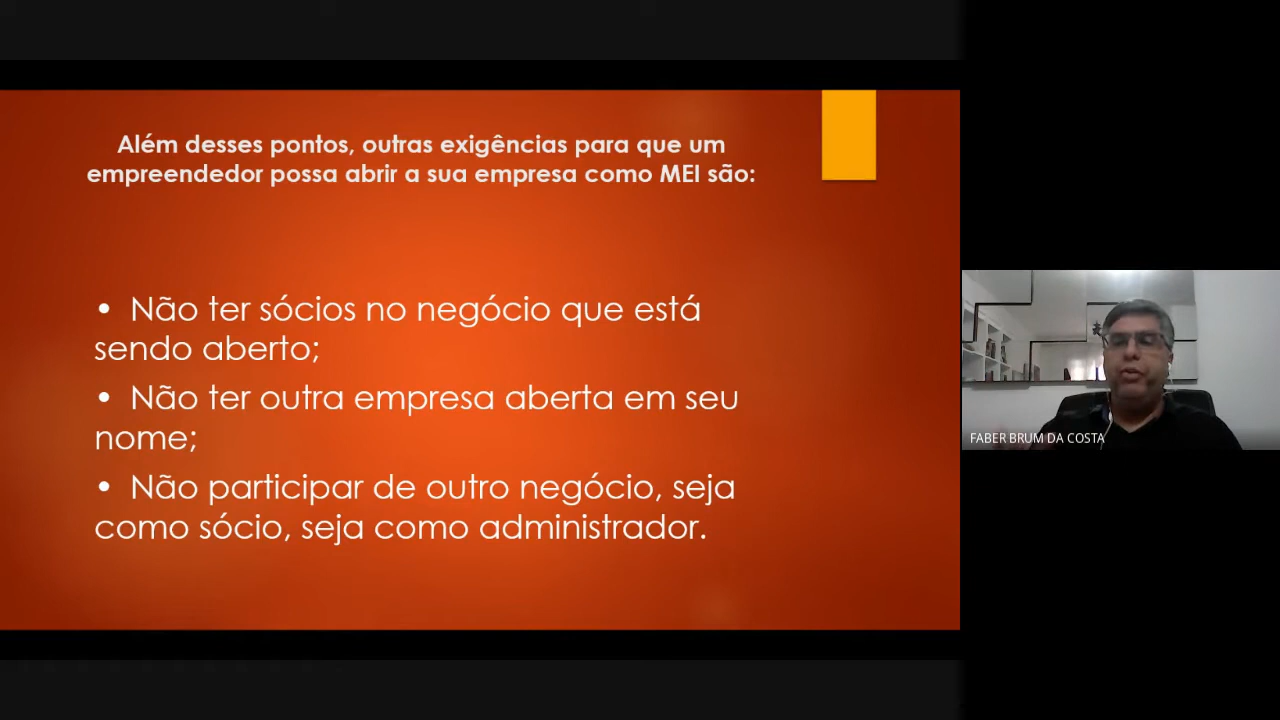 Além desses pontos, outras exigências para que um
empreendedor possa abrir a sua empresa como MEI são:
• Não ter sócios no negócio que está
sendo aberto;
• Não ter outra empresa aberta em seu
nome;
• Não participar de outro negócio, seja
como sócio, seja como administrador.
FABER BRUM DA COSTA